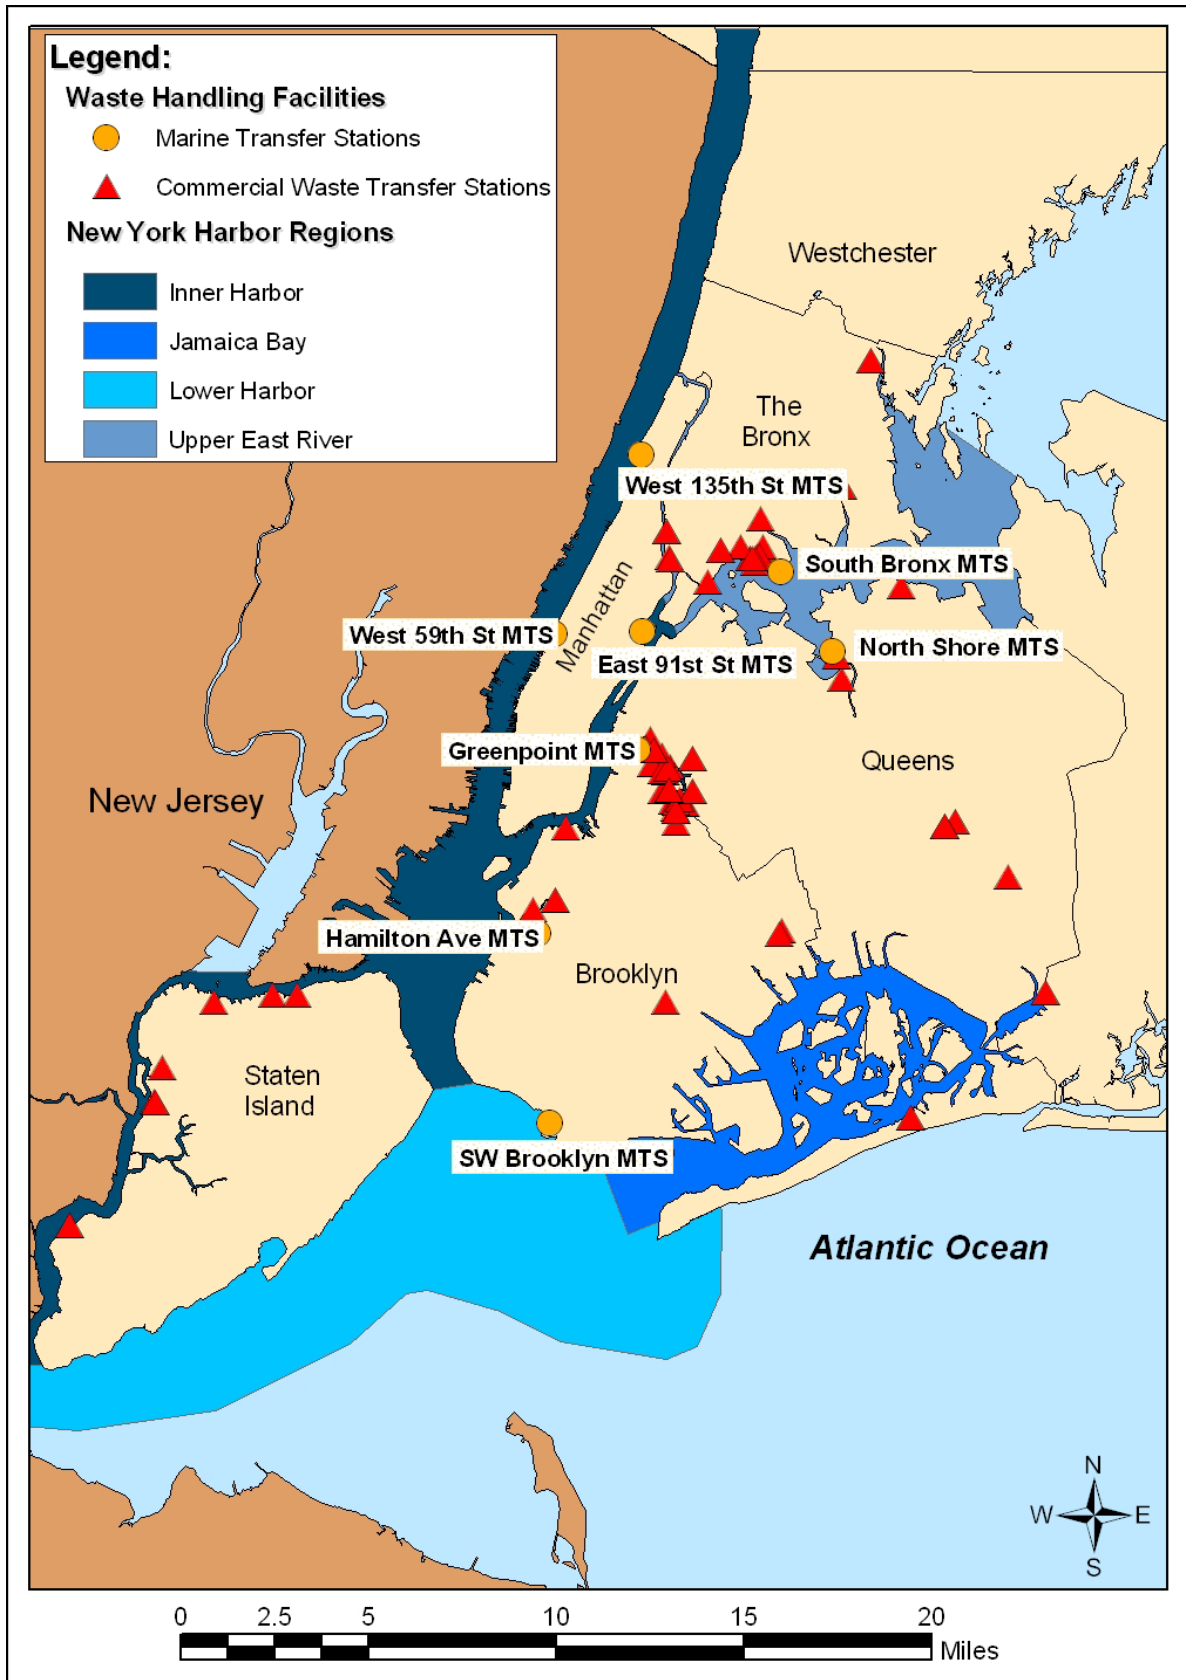 Legend:
Waste Handling Facilities
Marine Transfer Stations
Commercial Waste Transfer Stations
New York Harbor Regions
Inner Harbor
Jamaica Bay
Lower Harbor
Upper East River
Westchester
The
Bronx
West 135th St MTS
South Bronx MTS
Manhattan
West 59th St MTS
East 91st St MTS
North Shore MTS
Greenpoint MTS
Queens
New Jersey
Hamilton Ave MTS
Brooklyn
Staten
Island
SW Brooklyn MTS
Atlantic Ocean
N
W E
S
0 2.5 5 10 15 20
Miles